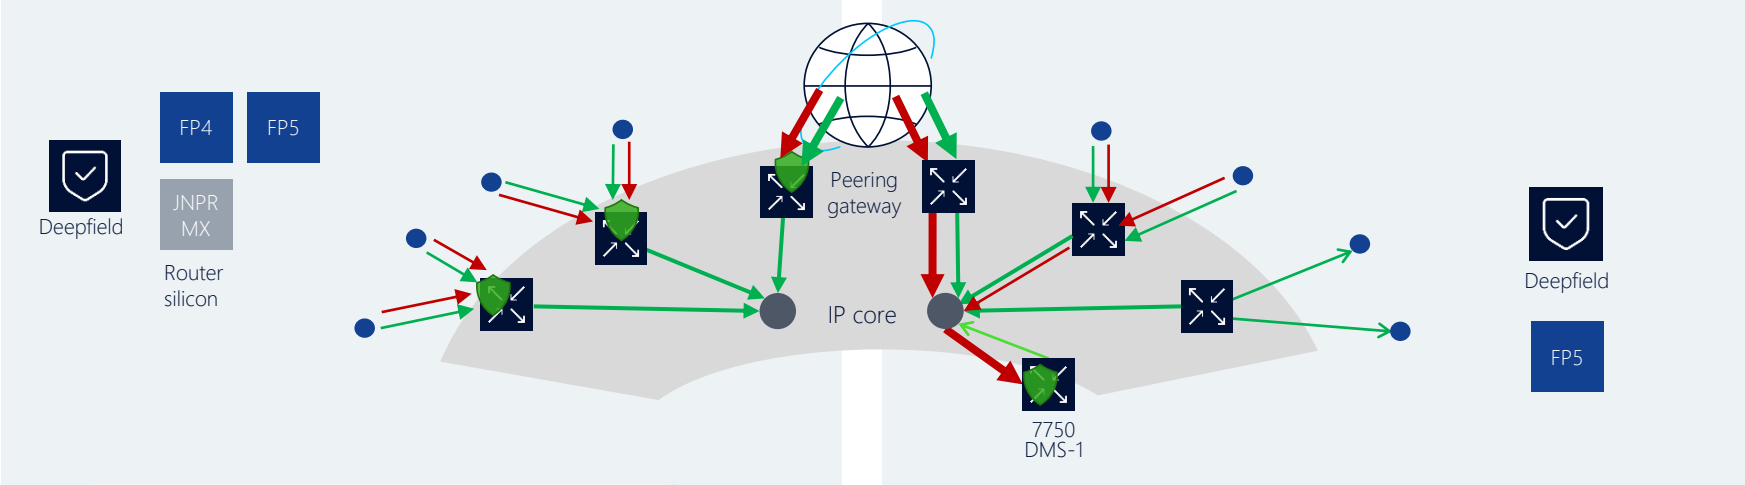 FP4
FP5
Deepfield
JNPR
MX
Router
silicon
Peering
gateway
IP core
7750
DMS-1
Deepfield
FP5